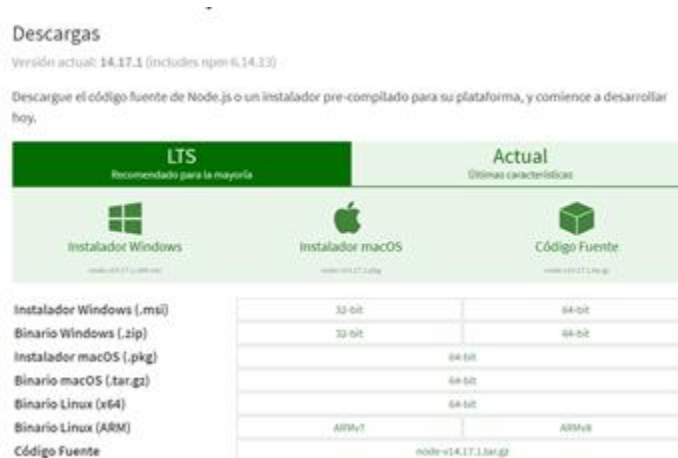 Descargas
Versión actual: 14.17.1 (includes npm 6.14.13)
Descargue el código fuente de Node.js o un instalador pre-compilado para su plataforma, y comience a desarrollar
hoy.
LTS
Recomendado para la mayoría
Actual
Últimas características
Instalador Windows
Instalador macOS
Código Fuente
Instalador Windows (.msi) 32-bit 64-bit
Binario Windows (.zip) 32-bit 64-bit
Instalador macOS (.pkg) 64-bit
Binario macOS (.tar.gz) 64-bit
Binario Linux (x64) 64-bit
Binario Linux (ARM) ARMv7 ARMv8
Código Fuente node-v14.17.1.tar.gz